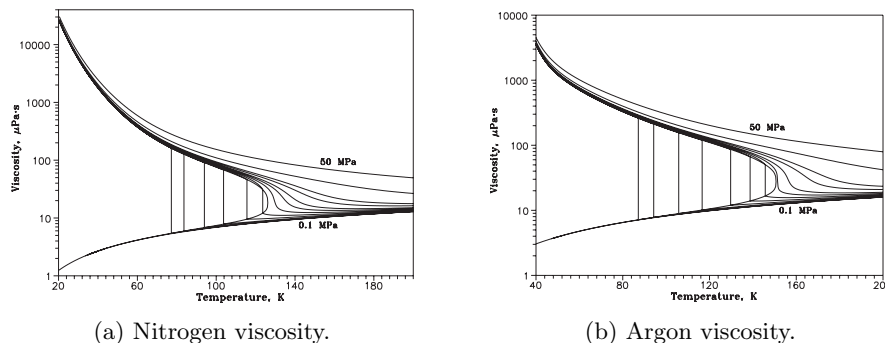 10000
1000
100
10
1
Viscosity, μPa·s
50 MPa
0.1 MPa
20 60 100 140 180
Temperature, K
(a) Nitrogen viscosity.
10000
1000
100
10
1
Viscosity, μPa·s
50 MPa
0.1 MPa
40 80 120 160 200
Temperature, K
(b) Argon viscosity.